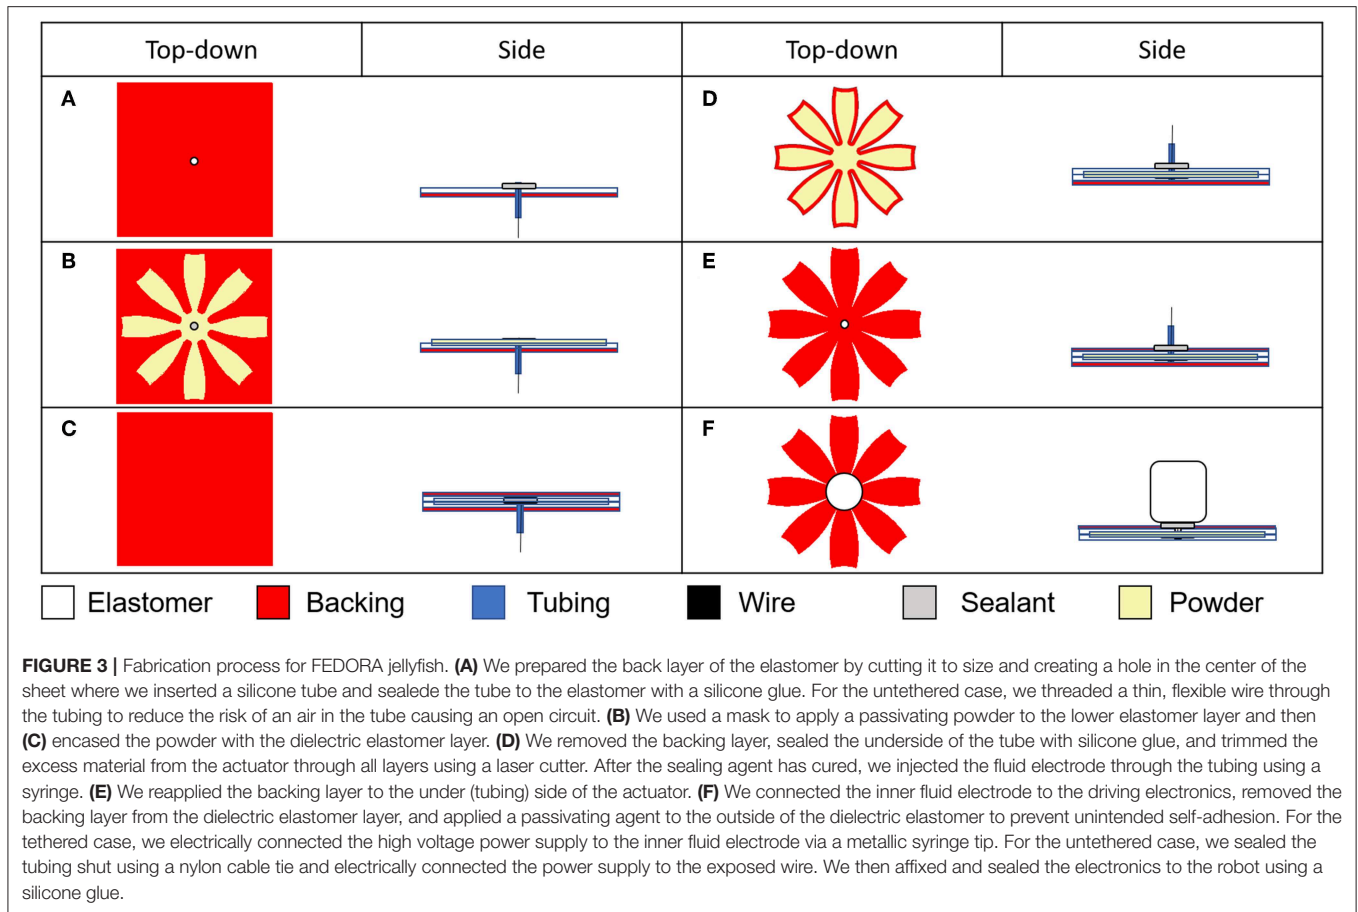 Top-down Side Top-down Side
A D
B E
C F
Elastomer Backing Tubing Wire Sealant Powder
FIGURE 3 | Fabrication process for FEDORA jellyfish. (A) We prepared the back layer of the elastomer by cutting it to size and creating a hole in the center of the
sheet where we inserted a silicone tube and sealede the tube to the elastomer with a silicone glue. For the untethered case, we threaded a thin, flexible wire through
the tubing to reduce the risk of an air in the tube causing an open circuit. (B) We used a mask to apply a passivating powder to the lower elastomer layer and then
(C) encased the powder with the dielectric elastomer layer. (D) We removed the backing layer, sealed the underside of the tube with silicone glue, and trimmed the
excess material from the actuator through all layers using a laser cutter. After the sealing agent has cured, we injected the fluid electrode through the tubing using a
syringe. (E) We reapplied the backing layer to the under (tubing) side of the actuator. (F) We connected the inner fluid electrode to the driving electronics, removed the
backing layer from the dielectric elastomer layer, and applied a passivating agent to the outside of the dielectric elastomer to prevent unintended self-adhesion. For the
tethered case, we electrically connected the high voltage power supply to the inner fluid electrode via a metallic syringe tip. For the untethered case, we sealed the
tubing shut using a nylon cable tie and electrically connected the power supply to the exposed wire. We then affixed and sealed the electronics to the robot using a
silicone glue.